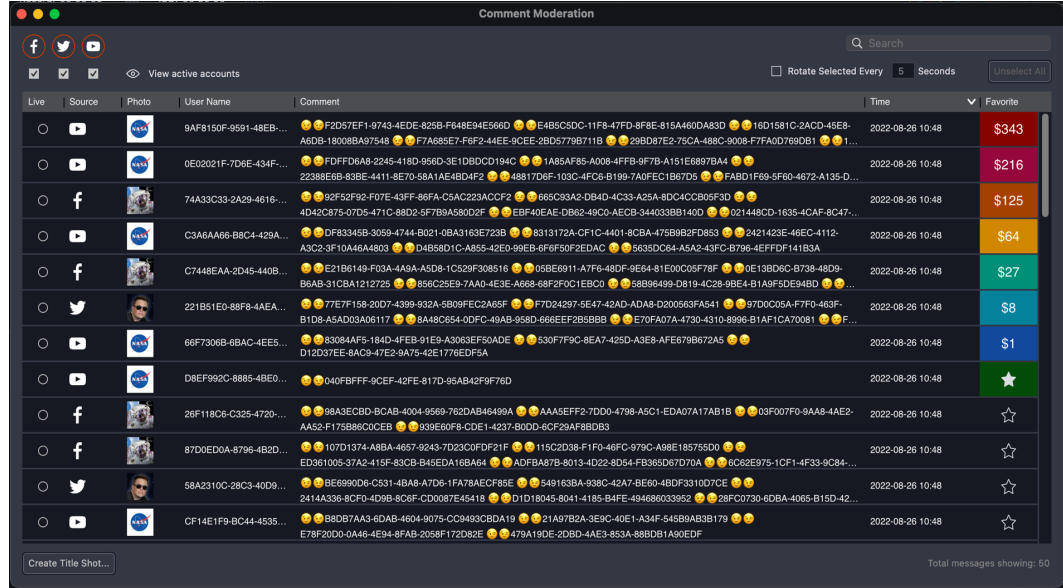 Comment Moderation
Search
View active accounts
Rotate Selected Every 5 Seconds
Unselect All
Live Source Photo User Name Comment Time Favorite
9AF8150F-9591-48EB-... 😉😉F2D57EF1-9743-4EDE-825B-F648E94E566D 😉😉E4B5C5DC-11F8-47FD-8F8E-815A460DA83D 😉😉16D1581C-2ACD-45E8-
A6DB-18008BA97548 😉😉F7A685E7-F6F2-44EE-9CEE-2BD5779B711B 😉😉29BD87E2-75CA-488C-9008-F7FA0D769DB1 😉😉1...
2022-08-26 10:48 $343
0E02021F-7D6E-434F-... 😉😉FDFFD6A8-2245-418D-956D-3E1DBDCD194C 😉😉1A85AF85-A008-4FFB-9F7B-A151E6897BA4 😉😉
22388E6B-83BE-4411-8E70-58A1AE4BD4F2 😉😉48817D6F-103C-4FC6-B199-7A0FEC1B67D5 😉😉FABD1F69-5F60-4672-A135-D...
2022-08-26 10:48 $216
74A33C33-2A29-4616-... 😉😉92F52F92-F07E-43FF-86FA-C5AC223ACCF2 😉😉665C93A2-DB4D-4C33-A25A-8DC4CCB05F3D 😉😉
4D42C875-07D5-471C-88D2-5F7B9A580D2F 😉😉EBF40EAE-DB62-49C0-AECB-344033BB140D 😉😉021448CD-1635-4CAF-8C47-...
2022-08-26 10:48 $125
C3A6AA66-B8C4-429A... 😉😉DF83345B-3059-4744-B021-0BA3163E723B 😉😉8313172A-CF1C-4401-8CBA-475B9B2FD853 😉😉2421423E-46EC-4112-
A3C2-3F10A46A4803 😉😉D4B58D1C-A855-42E0-99EB-6F6F50F2EDAC 😉😉5635DC64-A5A2-43FC-B796-4EFFDF141B3A
2022-08-26 10:48 $64
C7448EAA-2D45-440B... 😉😉E21B6149-F03A-4A9A-A5D8-1C529F308516 😉😉05BE6911-A7F6-48DF-9E64-81E00C05F78F 😉😉0E13BD6C-B738-48D9-
B6AB-31CBA1212725 😉😉856C25E9-7AA0-4E3E-A668-68F2F0C1EBC0 😉😉58B96499-D819-4C28-9BE4-B1A9F5DE94BD 😉😉...
2022-08-26 10:48 $27
221B51E0-88F8-4AEA... 😉😉77E7F158-20D7-4399-932A-5B09FEC2A65F 😉😉F7D24297-5E47-42AD-ADA8-D200563FA541 😉😉97D0C05A-F7F0-463F-
B1D8-A5AD03A06117 😉😉8A48C654-0DFC-49AB-958D-666EEF2B5BBB 😉😉E70FA07A-4730-4310-8996-B1AF1CA70081 😉😉F...
2022-08-26 10:48 $8
66F7306B-6BAC-4EE5... 😉😉83084AF5-184D-4FEB-91E9-A3063EF50ADE 😉😉530F7F9C-8EA7-425D-A3E8-AFE679B672A5 😉😉
D12D37EE-8AC9-47E2-9A75-42E1776EDF5A
2022-08-26 10:48 $1
D8EF992C-8885-4BE0... 😉😉040FBFFF-9CEF-42FE-817D-95AB42F9F76D
2022-08-26 10:48
26F118C6-C325-4720-... 😉😉98A3ECBD-BCAB-4004-9569-762DAB46499A 😉😉AAA5EFF2-7DD0-4798-A5C1-EDA07A17AB1B 😉😉03F007F0-9AA8-4AE2-
AA52-F175B86C0CEB 😉😉939E60F8-CDE1-4237-B0DD-6CF29AF8BDB3
2022-08-26 10:48
87D0ED0A-8796-4B2D... 😉😉107D1374-A8BA-4657-9243-7D23C0FDF21F 😉😉115C2D38-F1F0-46FC-979C-A98E185755D0 😉😉
ED361005-37A2-415F-83CB-B45EDA16BA64 😉😉ADFBA87B-8013-4D22-8D54-FB365D67D70A 😉😉6C62E975-1CF1-4F33-9C84-...
2022-08-26 10:48
58A2310C-28C3-40D9... 😉😉BE6990D6-C531-4BA8-A7D6-1FA78AECF85E 😉😉549163BA-938C-42A7-BE60-4BDF3310D7CE 😉😉
2414A336-8CF0-4D9B-8C6F-CD0087E45418 😉😉D1D18045-8041-4185-B4FE-494686033952 😉😉28FC0730-6DBA-4065-B15D-42...
2022-08-26 10:48
CF14E1F9-BC44-4535... 😉😉B8DB7AA3-6DAB-4604-9075-CC9493CBDA19 😉😉21A97B2A-3E9C-40E1-A34F-545B9AB3B179 😉😉
E78F20D0-0A46-4E94-8FAB-2058F172D82E 😉😉479A19DE-2DBD-4AE3-853A-88BDB1A90EDF
2022-08-26 10:48
Create Title Shot...
Total messages showing: 50